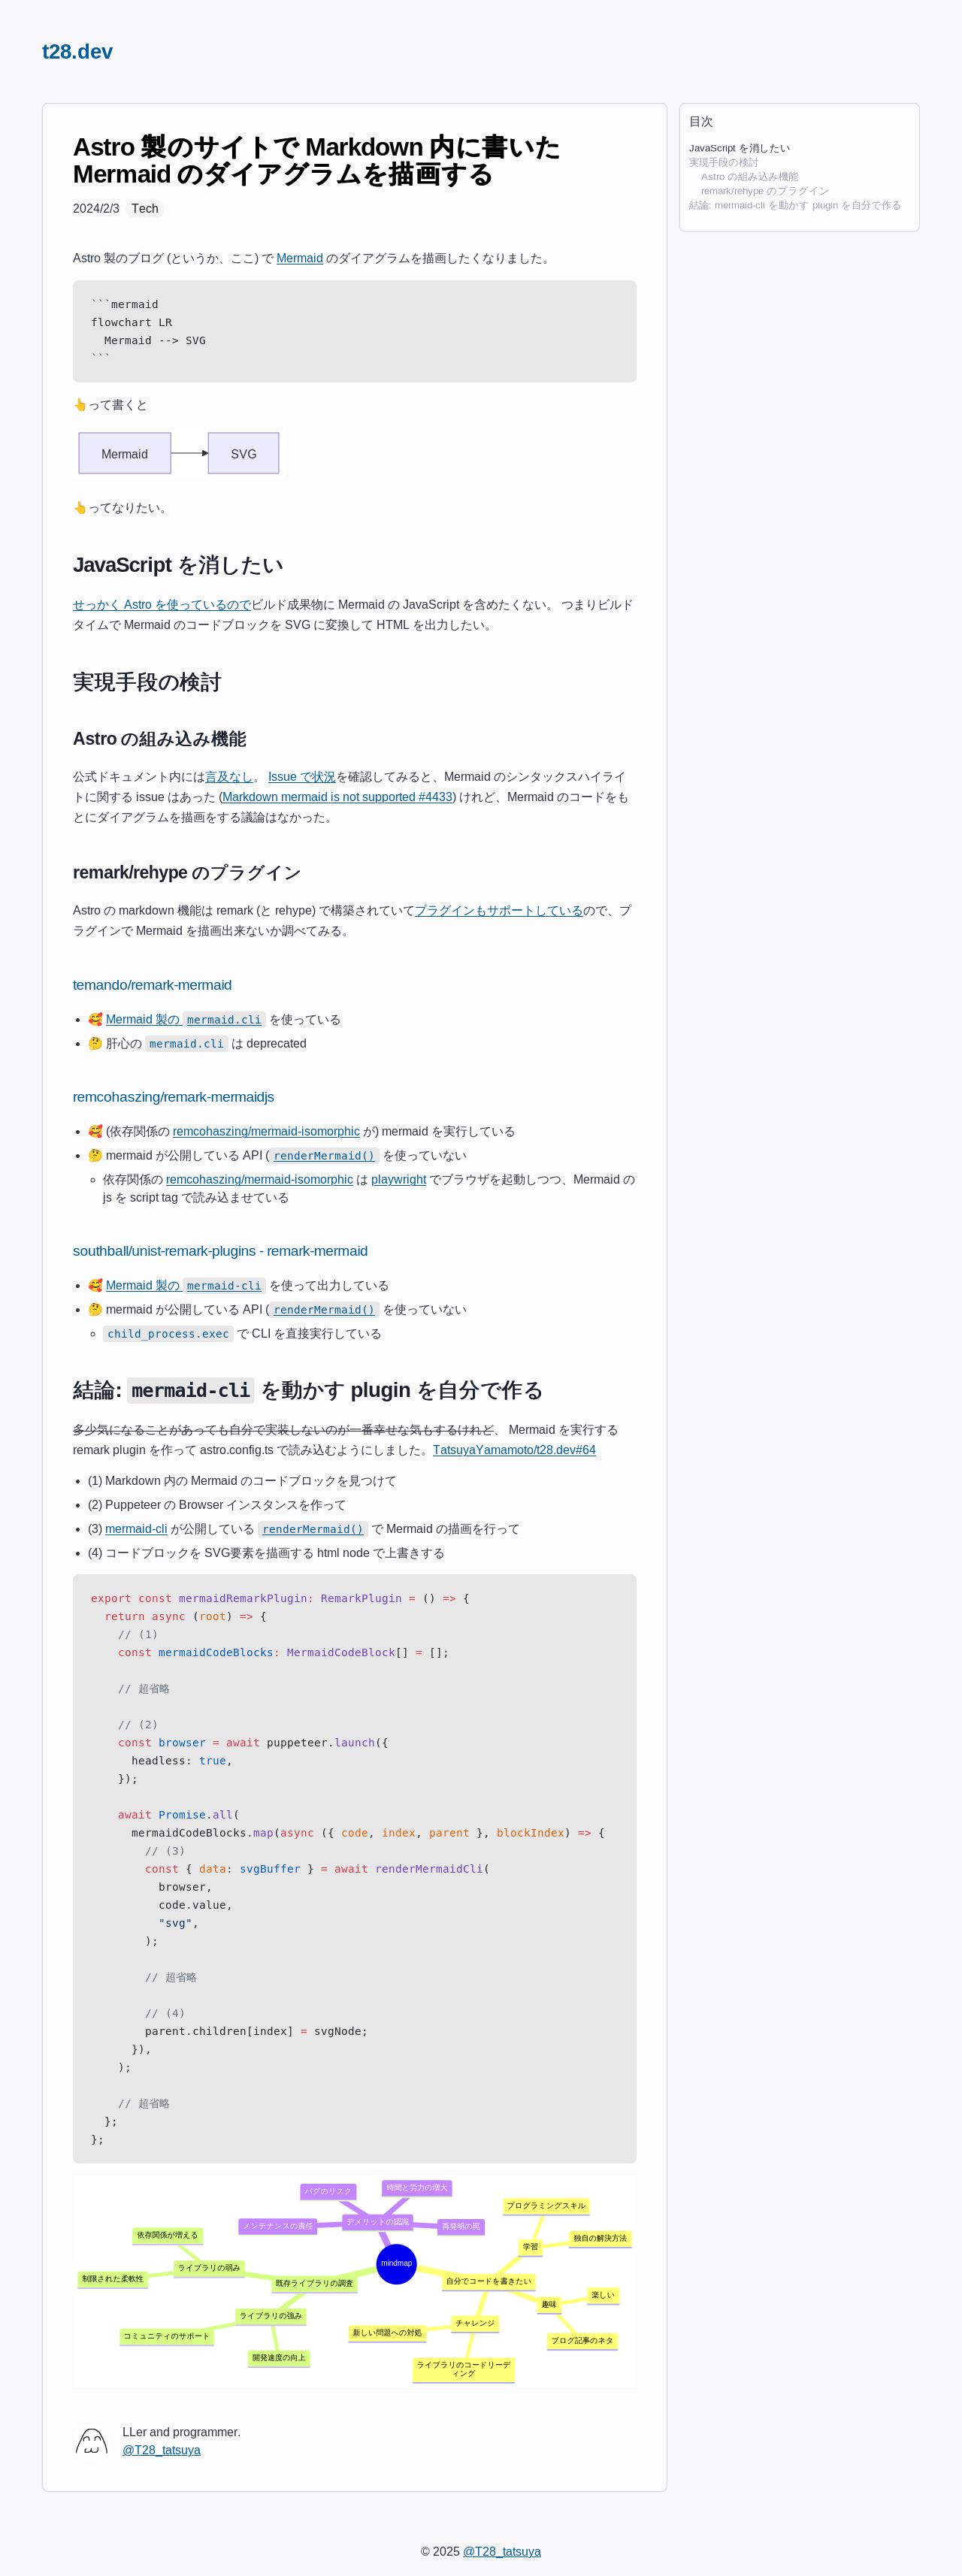 t28.dev
Astro 製のサイトで Markdown 内に書いた
Mermaid のダイアグラムを描画する
2024/2/3 Tech
目次
JavaScript を消したい
実現手段の検討
Astro の組み込み機能
remark/rehype のプラグイン
結論: mermaid-cli を動かす plugin を自分で作る
Astro 製のブログ (というか、ここ) で Mermaid のダイアグラムを描画したくなりました。
```mermaid
flowchart LR
  Mermaid --> SVG
```
👆って書くと
Mermaid
SVG
👆ってなりたい。
JavaScript を消したい
せっかく Astro を使っているのでビルド成果物に Mermaid の JavaScript を含めたくない。 つまりビルド
タイムで Mermaid のコードブロックを SVG に変換して HTML を出力したい。
実現手段の検討
Astro の組み込み機能
公式ドキュメント内には言及なし。 Issue で状況を確認してみると、Mermaid のシンタックスハイライ
トに関する issue はあった (Markdown mermaid is not supported #4433) けれど、Mermaid のコードをも
とにダイアグラムを描画をする議論はなかった。
remark/rehype のプラグイン
Astro の markdown 機能は remark (と rehype) で構築されていてプラグインもサポートしているので、プ
ラグインで Mermaid を描画出来ないか調べてみる。
temando/remark-mermaid
• 🥰 Mermaid 製の mermaid.cli を使っている
• 🤔 肝心の mermaid.cli は deprecated
remcohaszing/remark-mermaidjs
• 🥰 (依存関係の remcohaszing/mermaid-isomorphic が) mermaid を実行している
• 🤔 mermaid が公開している API (renderMermaid() を使っていない
◦ 依存関係の remcohaszing/mermaid-isomorphic は playwright でブラウザを起動しつつ、Mermaid の
js を script tag で読み込ませている
southball/unist-remark-plugins - remark-mermaid
• 🥰 Mermaid 製の mermaid-cli を使って出力している
• 🤔 mermaid が公開している API (renderMermaid() を使っていない
◦ child_process.exec で CLI を直接実行している
結論: mermaid-cli を動かす plugin を自分で作る
多少気になることがあっても自分で実装しないのが一番幸せな気もするけれど、 Mermaid を実行する
remark plugin を作って astro.config.ts で読み込むようにしました。TatsuyaYamamoto/t28.dev#64
• (1) Markdown 内の Mermaid のコードブロックを見つけて
• (2) Puppeteer の Browser インスタンスを作って
• (3) mermaid-cli が公開している renderMermaid() で Mermaid の描画を行って
• (4) コードブロックを SVG要素を描画する html node で上書きする
export const mermaidRemarkPlugin: RemarkPlugin = () => {
  return async (root) => {
    // (1)
    const mermaidCodeBlocks: MermaidCodeBlock[] = [];
    // 超省略
    // (2)
    const browser = await puppeteer.launch({
      headless: true,
    });
    await Promise.all(
      mermaidCodeBlocks.map(async ({ code, index, parent }, blockIndex) => {
        // (3)
        const { data: svgBuffer } = await renderMermaidCli(
          browser,
          code.value,
          "svg",
        );
        // 超省略
        // (4)
        parent.children[index] = svgNode;
      }),
    );
    // 超省略
  };
};
バグのリスク
時間と労力の増大
メンテナンスの責任
デメリットの認識
再発明の罠
プログラミングスキル
依存関係が増える
学習
独自の解決方法
mindmap
ライブラリの弱み
制限された柔軟性
既存ライブラリの調査
自分でコードを書きたい
楽しい
趣味
ライブラリの強み
チャレンジ
新しい問題への対処
コミュニティのサポート
ブログ記事のネタ
開発速度の向上
ライブラリのコードリーデ
ィング
LLer and programmer.
@T28_tatsuya
© 2025 @T28_tatsuya